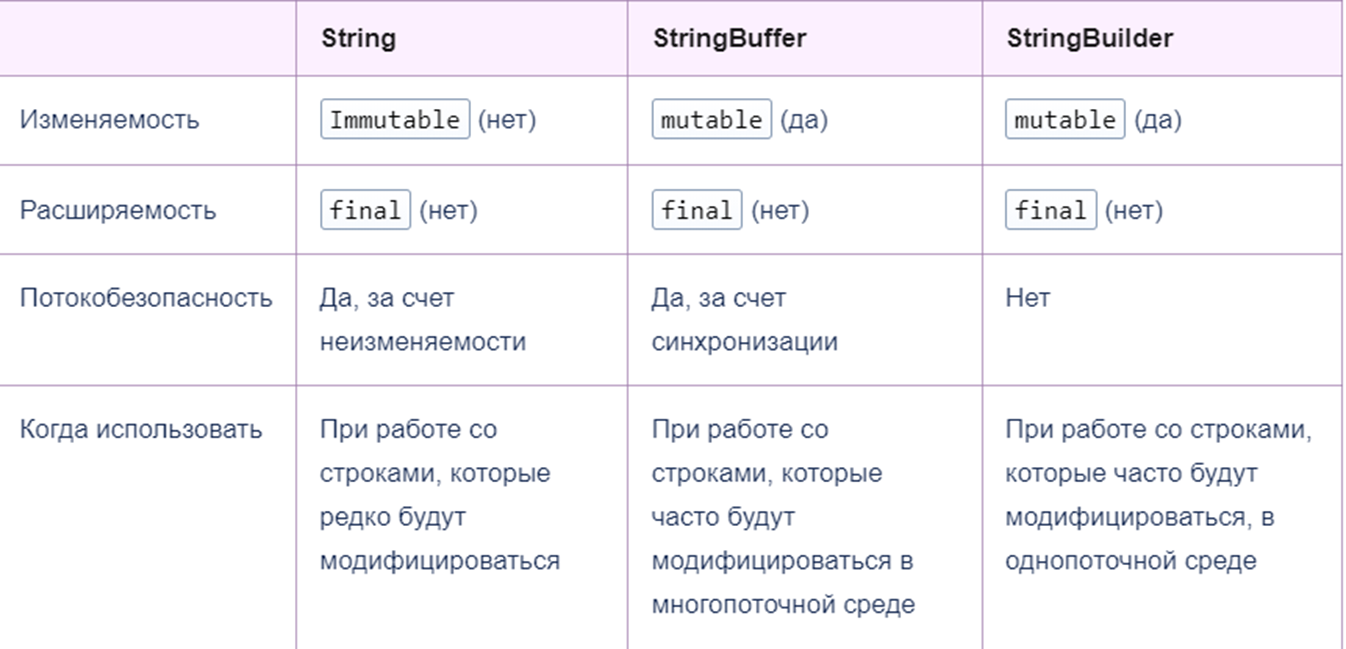 String StringBuffer StringBuilder
Изменяемость Immutable (нет) mutable (да) mutable (да)
Расширяемость final (нет) final (нет) final (нет)
Потокобезопасность Да, за счет Да, за счет Нет
неизменяемости синхронизации
Когда использовать При работе со При работе со При работе со строками,
строками, которые строками, которые которые часто будут
редко будут часто будут модифицироваться, в
модифицироваться модифицироваться в однопоточной среде
многопоточной среде